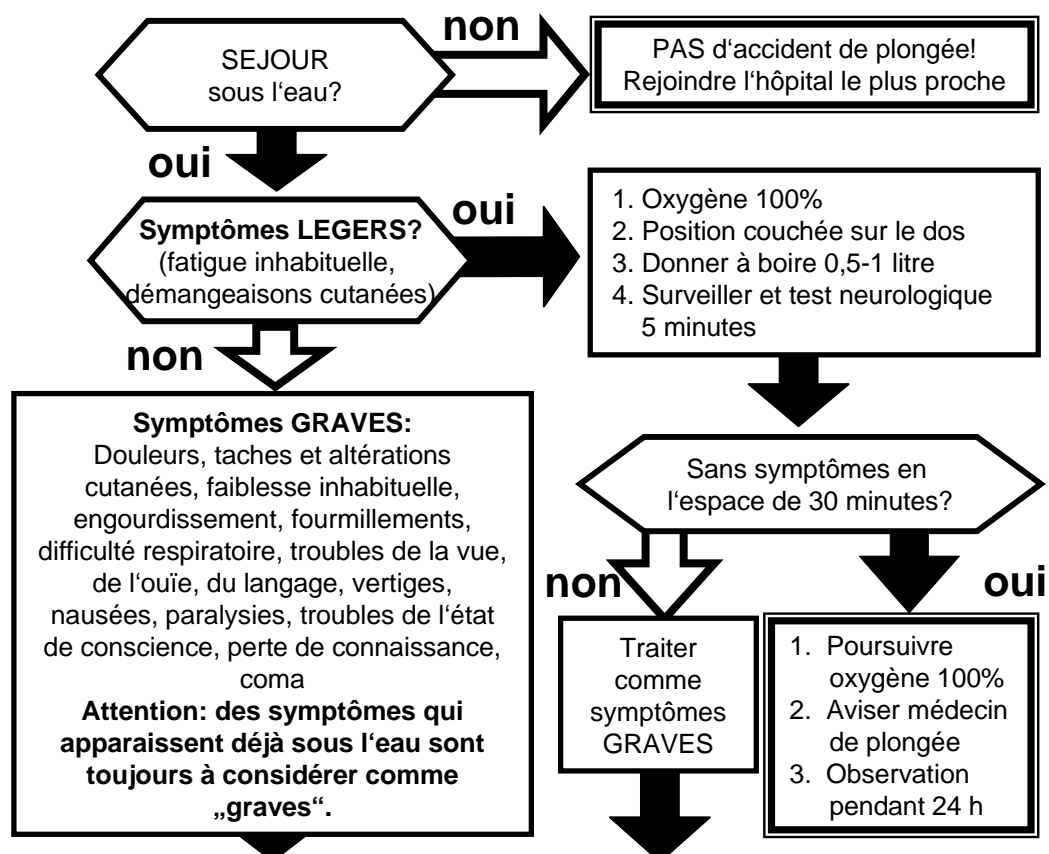 SEJOUR
sous l‘eau?
non
PAS d‘accident de plongée!
Rejoindre l‘hôpital le plus proche
oui
Symptômes LEGERS?
(fatigue inhabituelle,
démangeaisons cutanées)
oui
1. Oxygène 100%
2. Position couchée sur le dos
3. Donner à boire 0,5-1 litre
4. Surveiller et test neurologique
5 minutes
non
Symptômes GRAVES:
Douleurs, taches et altérations
cutanées, faiblesse inhabituelle,
engourdissement, fourmillements,
difficulté respiratoire, troubles de la vue,
de l‘ouïe, du langage, vertiges,
nausées, paralysies, troubles de l‘état
de conscience, perte de connaissance,
coma
Attention: des symptômes qui
apparaissent déjà sous l‘eau sont
toujours à considérer comme
„graves“.
Sans symptômes en
l‘espace de 30 minutes?
non
Traiter
comme
symptômes
GRAVES
oui
1. Poursuivre
oxygène 100%
2. Aviser médecin
de plongée
3. Observation
pendant 24 h